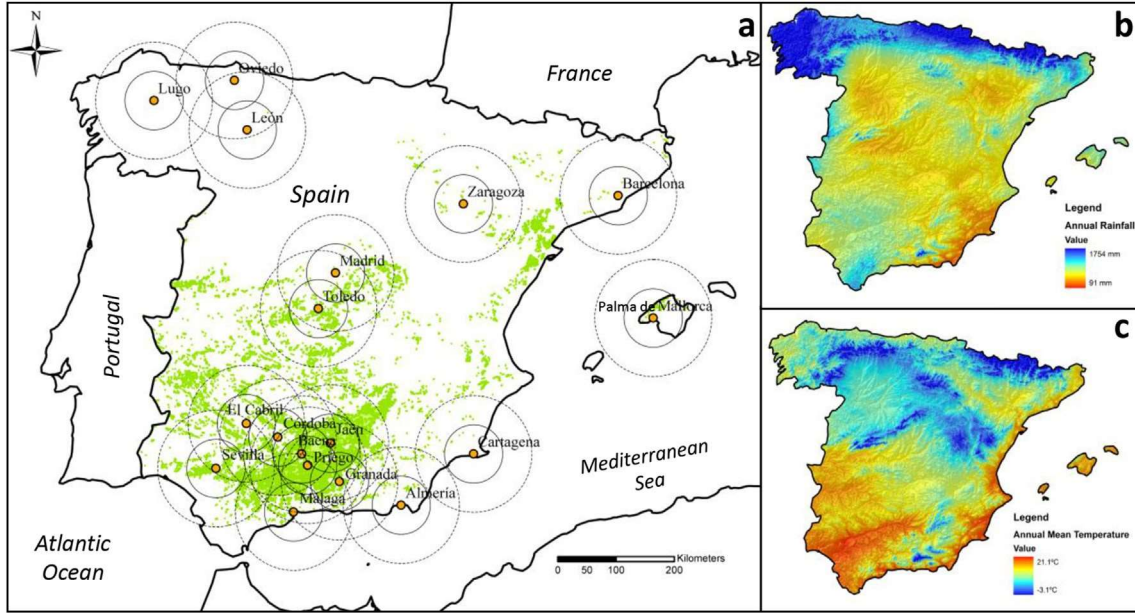 a
N
Oviedo
France
Lugo
León
Spain
Zaragoza
Barcelona
Madrid
Toledo
Palma de Mallorca
Portugal
El Cabril
Cordoba
Jaén
Baena
Sevilla
Priego
Cartagena
Granada
Málaga
Almería
Mediterranean
Sea
Atlantic
Ocean
Kilometers
0 50 100 200
b
Legend
Annual Rainfall
Value
1754 mm
91 mm
c
Legend
Annual Mean Temperature
Value
21.1ºC
-3.1ºC